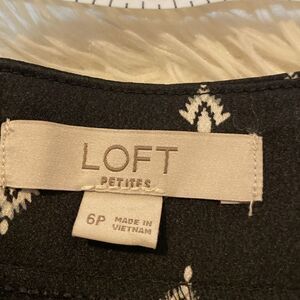 LOFT
PETITES
6P MADE IN
VIETNAM